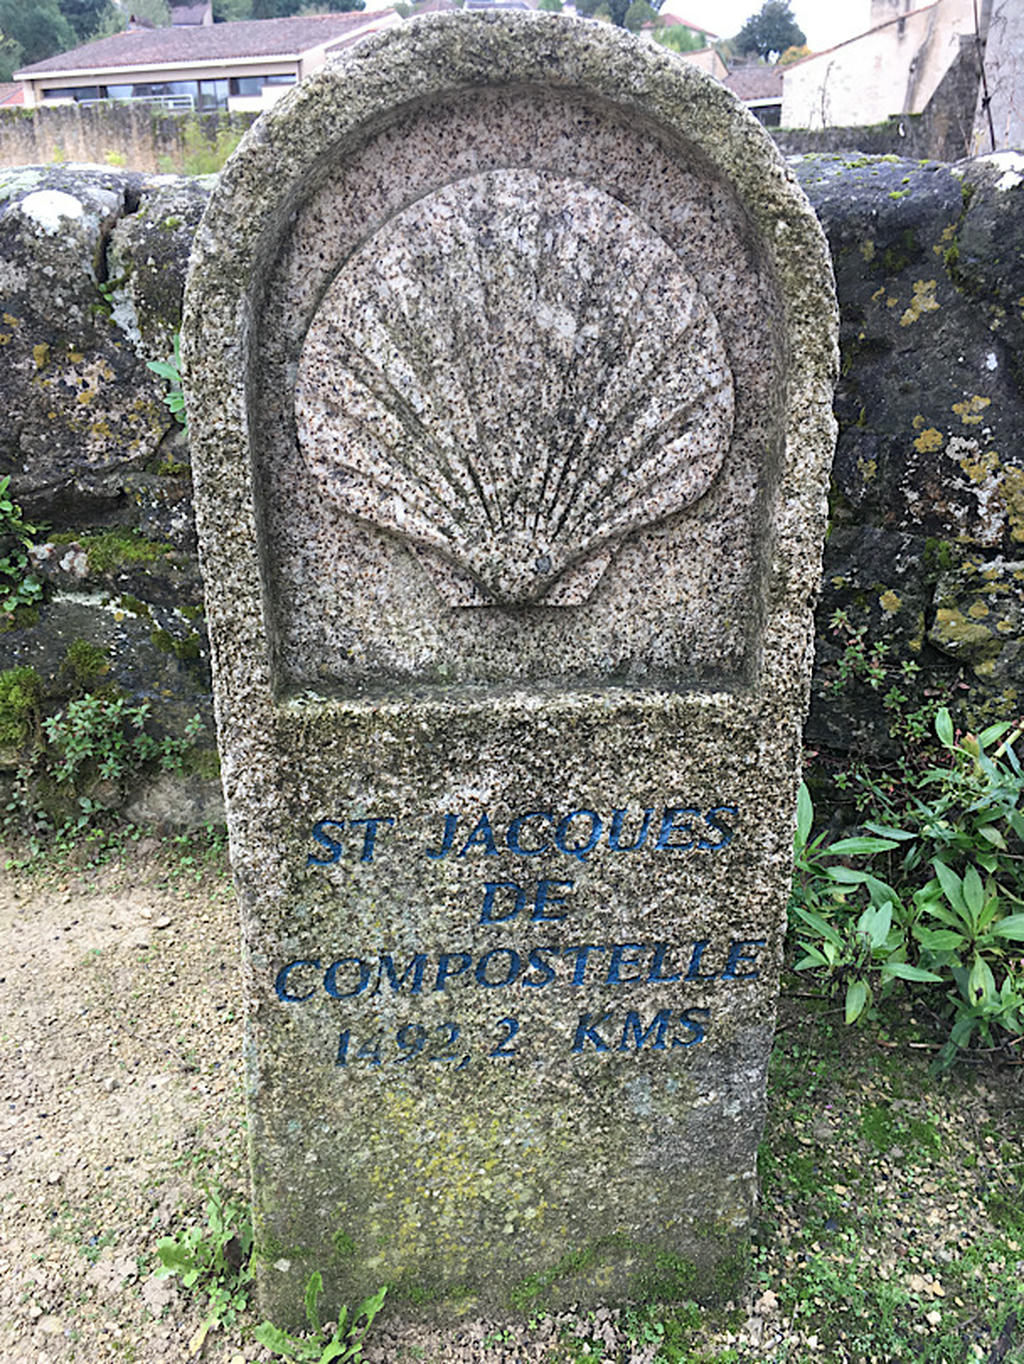 ST JACQUES
DE
COMPOSTELLE
1492,2 KMS